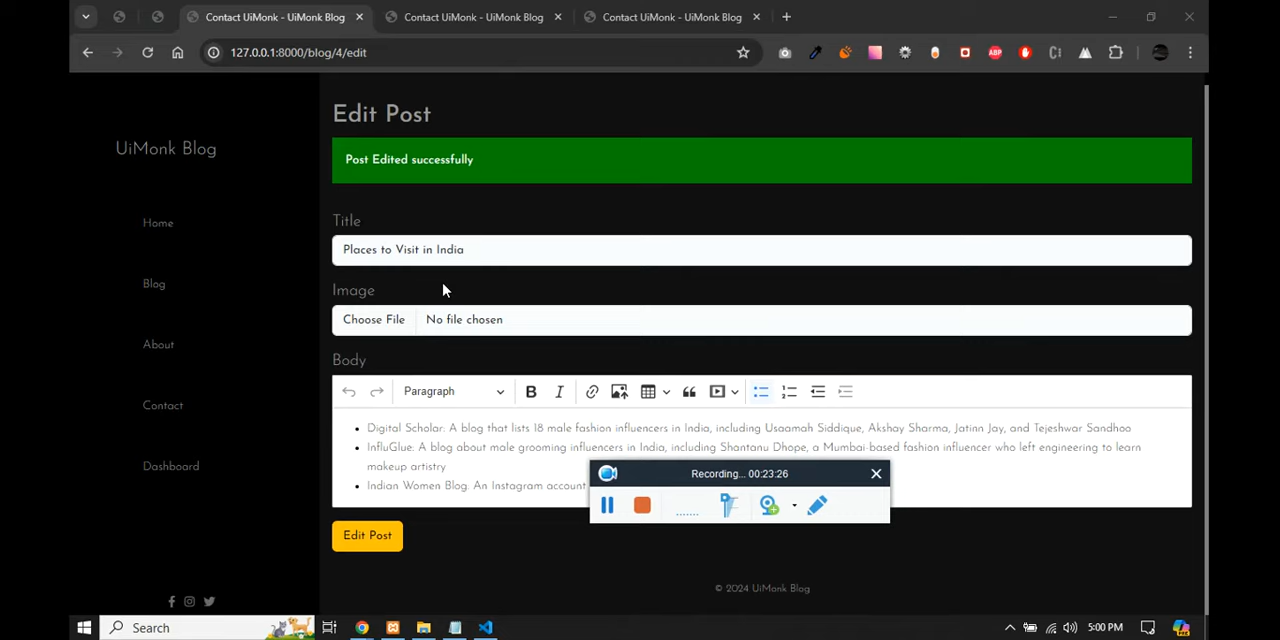 Contact UiMonk - UiMonk Blog
Contact UiMonk - UiMonk Blog
Contact UiMonk - UiMonk Blog
127.0.0.1:8000/blog/4/edit
ABP
UiMonk Blog
Home
Blog
About
Contact
Dashboard
Edit Post
Post Edited successfully
Title
Places to Visit in India
Image
Choose File No file chosen
Body
Paragraph
Digital Scholar: A blog that lists 18 male fashion influencers in India, including Usaamah Siddique, Akshay Sharma, Jatinn Jay, and Tejeshwar Sandhoo
InfluGlue: A blog about male grooming influencers in India, including Shantanu Dhope, a Mumbai-based fashion influencer who left engineering to learn
makeup artistry
Indian Women Blog. An Instagram account
Recording... 00:23:26
Edit Post
© 2024 UiMonk Blog
Search
5:00 PM